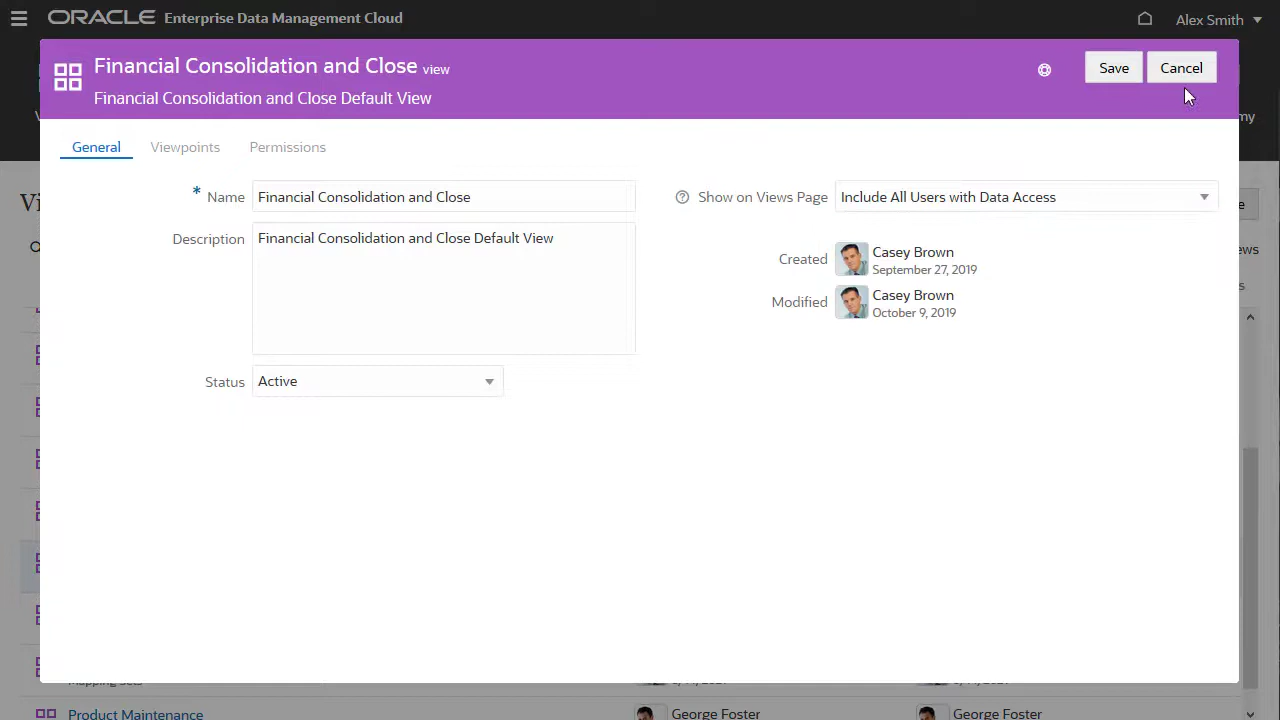 ORACLE Enterprise Data Management Cloud
Alex Smith
Financial Consolidation and Close view
Financial Consolidation and Close Default View
Save
Cancel
General
Viewpoints
Permissions
* Name
Financial Consolidation and Close
Description
Financial Consolidation and Close Default View
Status
Active
Show on Views Page
Include All Users with Data Access
Created
Casey Brown
September 27, 2019
Modified
Casey Brown
October 9, 2019
Mapping Sets
Product Maintenance
George Foster
George Foster